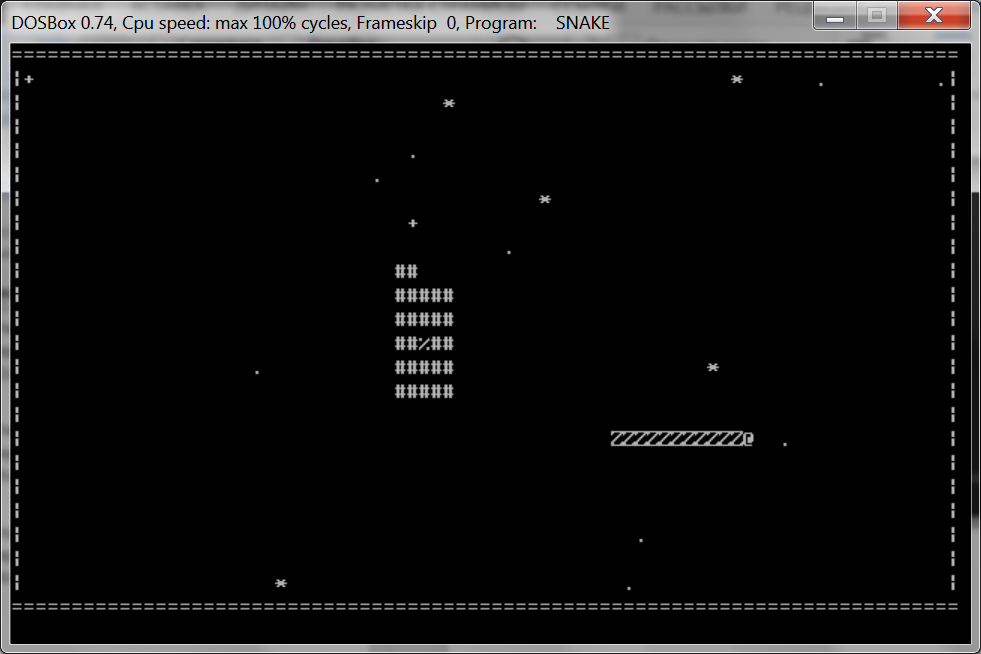 DOSBox 0.74, Cpu speed: max 100% cycles, Frameskip 0, Program: SNAKE